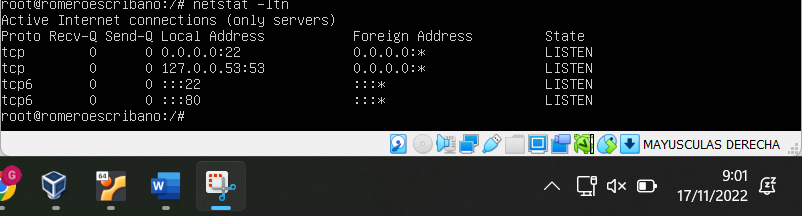 root@romeroescribano:/# netstat -ltn
Active Internet connections (only servers)
Proto Recv-Q Send-Q Local Address Foreign Address State
tcp 0 0 0.0.0.0:22 0.0.0.0:* LISTEN
tcp 0 0 127.0.0.53:53 0.0.0.0:* LISTEN
tcp6 0 0 :::22 :::* LISTEN
tcp6 0 0 :::80 :::* LISTEN
root@romeroescribano:/#
MAYUSCULAS DERECHA
G
64
W
9:01
17/11/2022